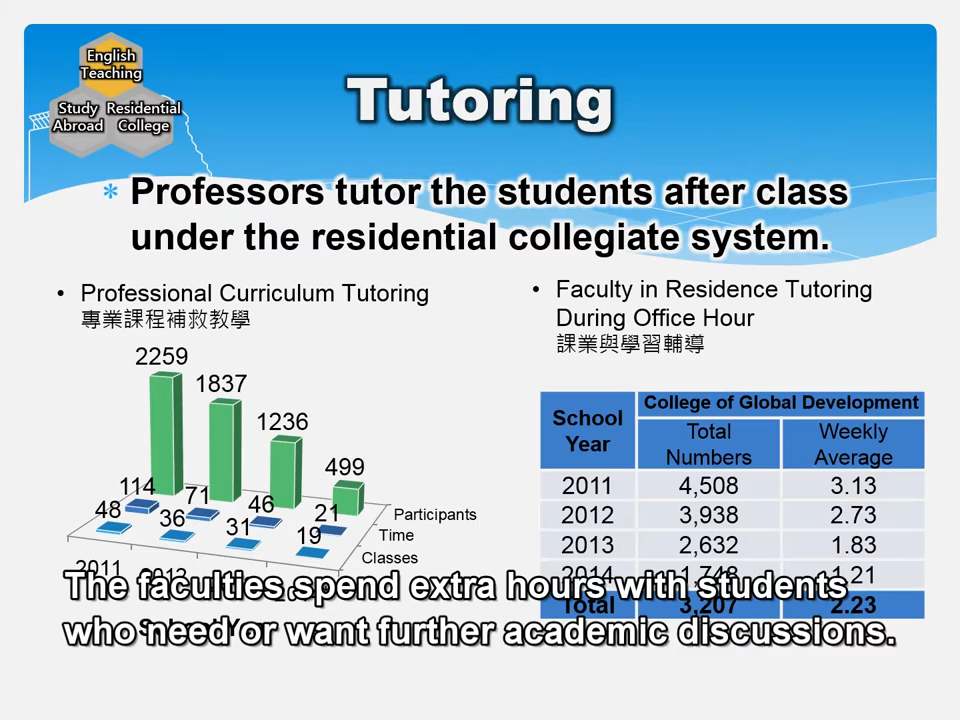 English
Teaching
Study Residential
Abroad College
Tutoring
Professors tutor the students after class
under the residential collegiate system.
• Professional Curriculum Tutoring
專業課程補救教學
2259
1837
1236
499
114
71
46
21
48
36
31
19
Participants
Time
Classes
2011 2012
• Faculty in Residence Tutoring
During Office Hour
課業與學習輔導
School Year
College of Global Development
Total Numbers
Weekly Average
2011 4,508 3.13
2012 3,938 2.73
2013 2,632 1.83
2014 1,748 1.21
Total 3,207 2.23
The faculties spend extra hours with students
who need or want further academic discussions.